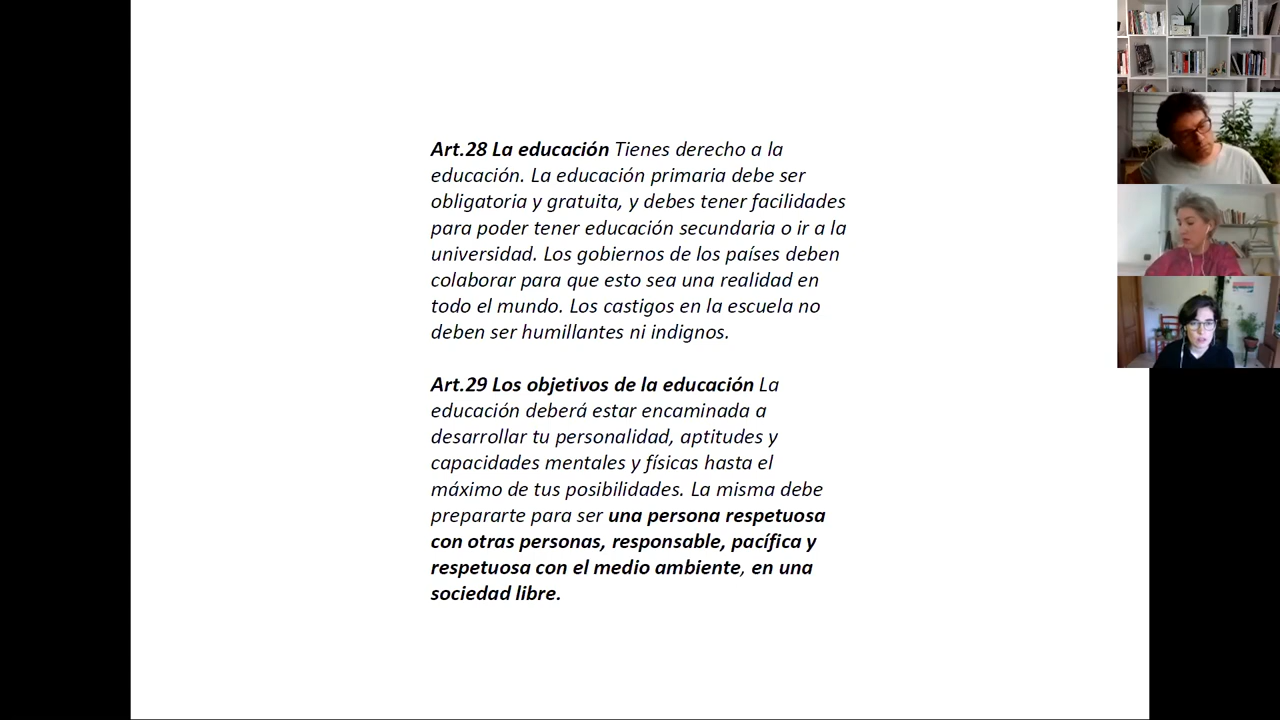 Art.28 La educación Tienes derecho a la
educación. La educación primaria debe ser
obligatoria y gratuita, y debes tener facilidades
para poder tener educación secundaria o ir a la
universidad. Los gobiernos de los países deben
colaborar para que esto sea una realidad en
todo el mundo. Los castigos en la escuela no
deben ser humillantes ni indignos.
Art.29 Los objetivos de la educación La
educación deberá estar encaminada a
desarrollar tu personalidad, aptitudes y
capacidades mentales y físicas hasta el
máximo de tus posibilidades. La misma debe
prepararte para ser una persona respetuosa
con otras personas, responsable, pacífica y
respetuosa con el medio ambiente, en una
sociedad libre.